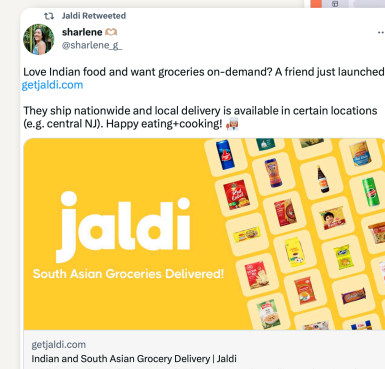 Jaldi Retweeted
sharlene
@sharlene_g_
Love Indian food and want groceries on-demand? A friend just launched
getjaldi.com
They ship nationwide and local delivery is available in certain locations
(e.g. central NJ). Happy eating+cooking!
jaldi
South Asian Groceries Delivered!
getjaldi.com
Indian and South Asian Grocery Delivery | Jaldi